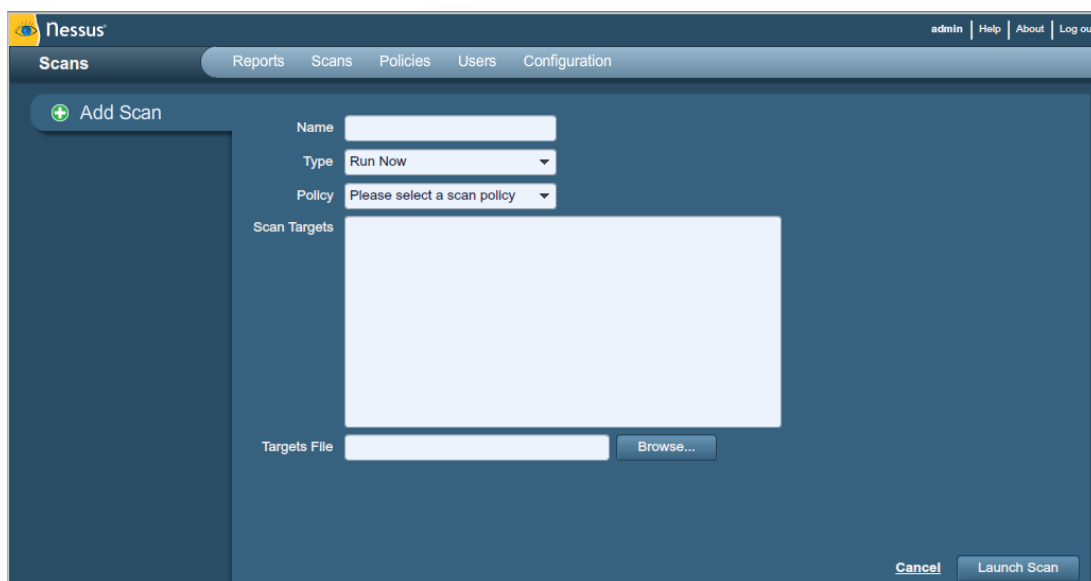 nessus
admin Help About Log ou
Scans Reports Scans Policies Users Configuration
Add Scan
Name
Type Run Now
Policy Please select a scan policy
Scan Targets
Targets File Browse...
Cancel Launch Scan